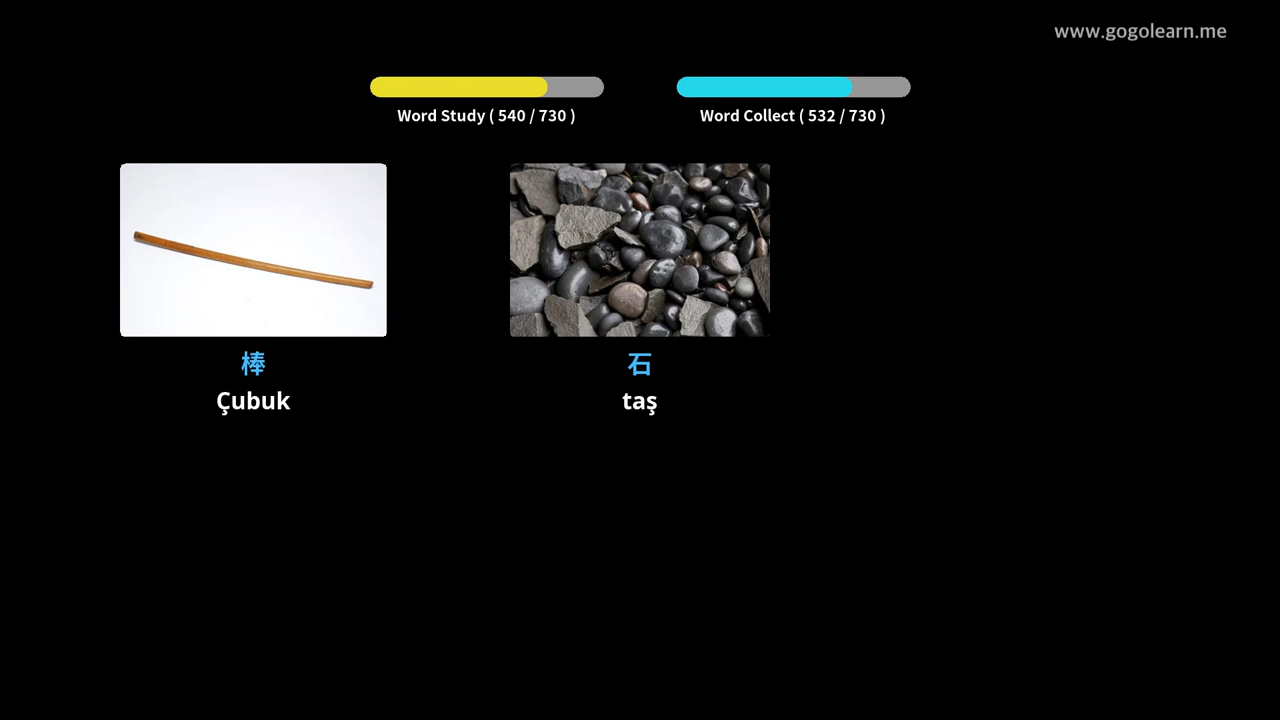 www.gogolearn.me
Word Study ( 540 / 730 )
Word Collect ( 532 / 730 )
棒
Çubuk
石
taş